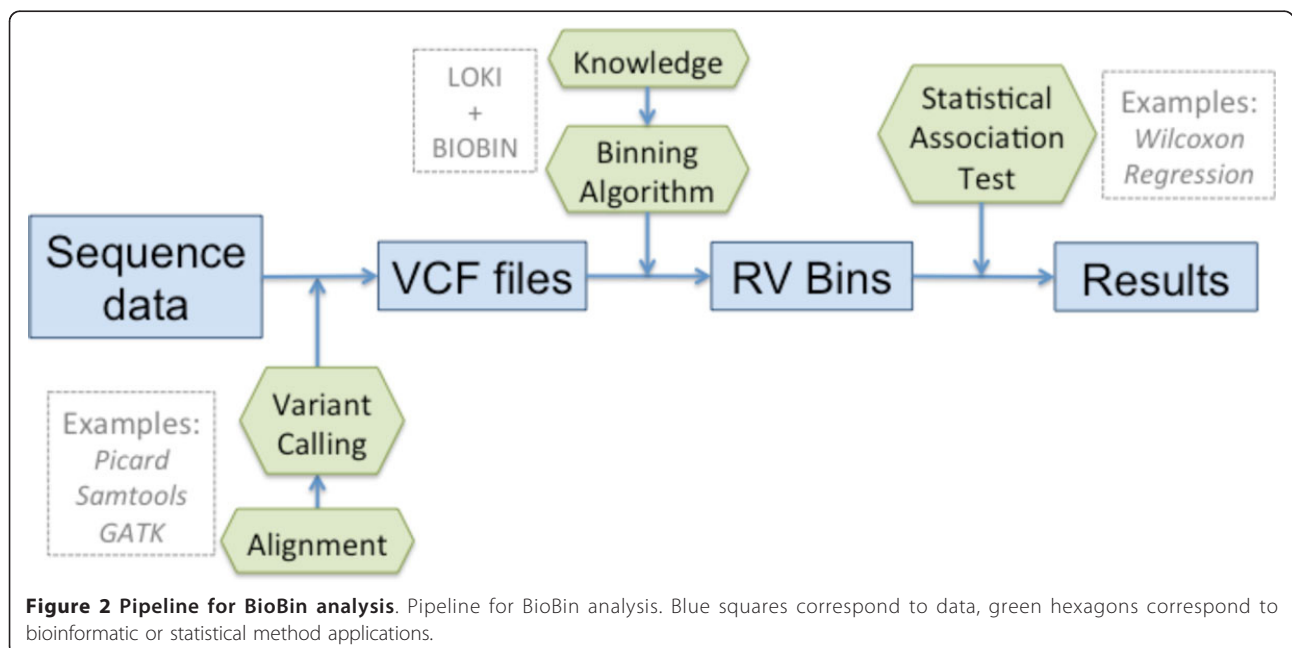 LOKI
+
BIOBIN
Knowledge
Binning
Algorithm
Statistical
Association
Test
Examples:
Wilcoxon
Regression
Sequence
data
VCF files
RV Bins
Results
Examples:
Picard
Samtools
GATK
Variant
Calling
Alignment
Figure 2 Pipeline for BioBin analysis. Pipeline for BioBin analysis. Blue squares correspond to data, green hexagons correspond to
bioinformatic or statistical method applications.